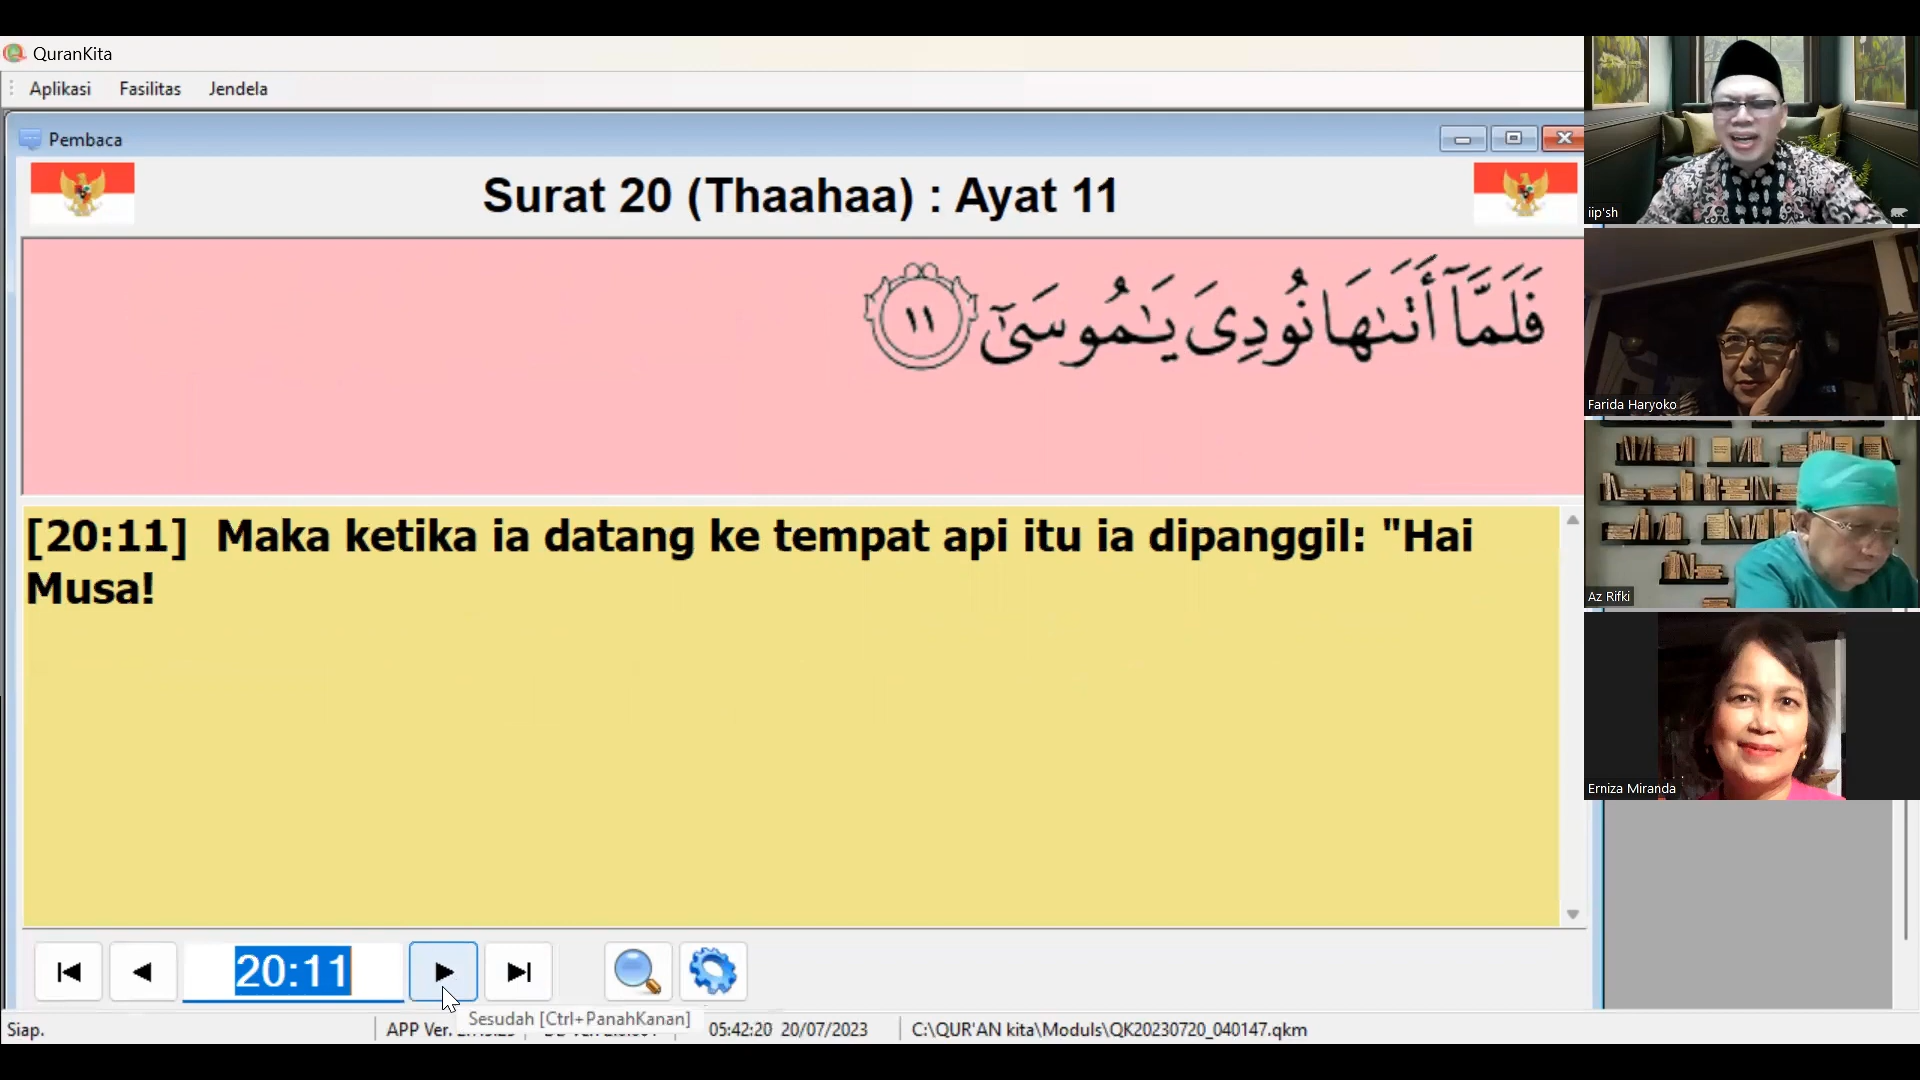 QuranKita
Aplikasi Fasilitas Jendela
Pembaca
Surat 20 (Thaahaa) : Ayat 11
فَلَمَّآ أَتَىٰهَا نُودِىَ يَـٰمُوسَىٰٓ ١١
[20:11] Maka ketika ia datang ke tempat api itu ia dipanggil: "Hai
Musa!
20:11
Sesudah [Ctrl+PanahKanan]
Siap. APP Ver. 05:42:20 20/07/2023 C:\QUR'AN kita\Moduls\QK20230720_040147.qkm
iip'sh
Farida Haryoko
Az Rifki
Erniza Miranda